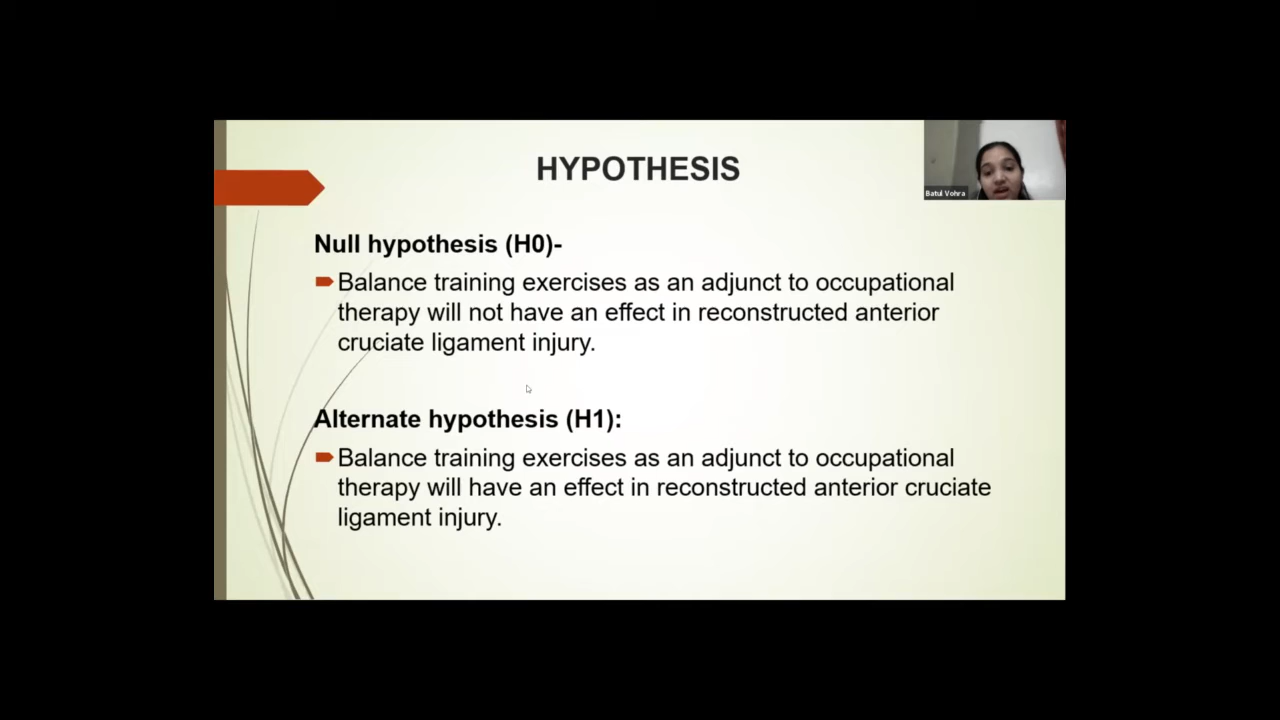 HYPOTHESIS
Batul Vohra
Null hypothesis (H0)-
Balance training exercises as an adjunct to occupational
therapy will not have an effect in reconstructed anterior
cruciate ligament injury.
Alternate hypothesis (H1):
Balance training exercises as an adjunct to occupational
therapy will have an effect in reconstructed anterior cruciate
ligament injury.